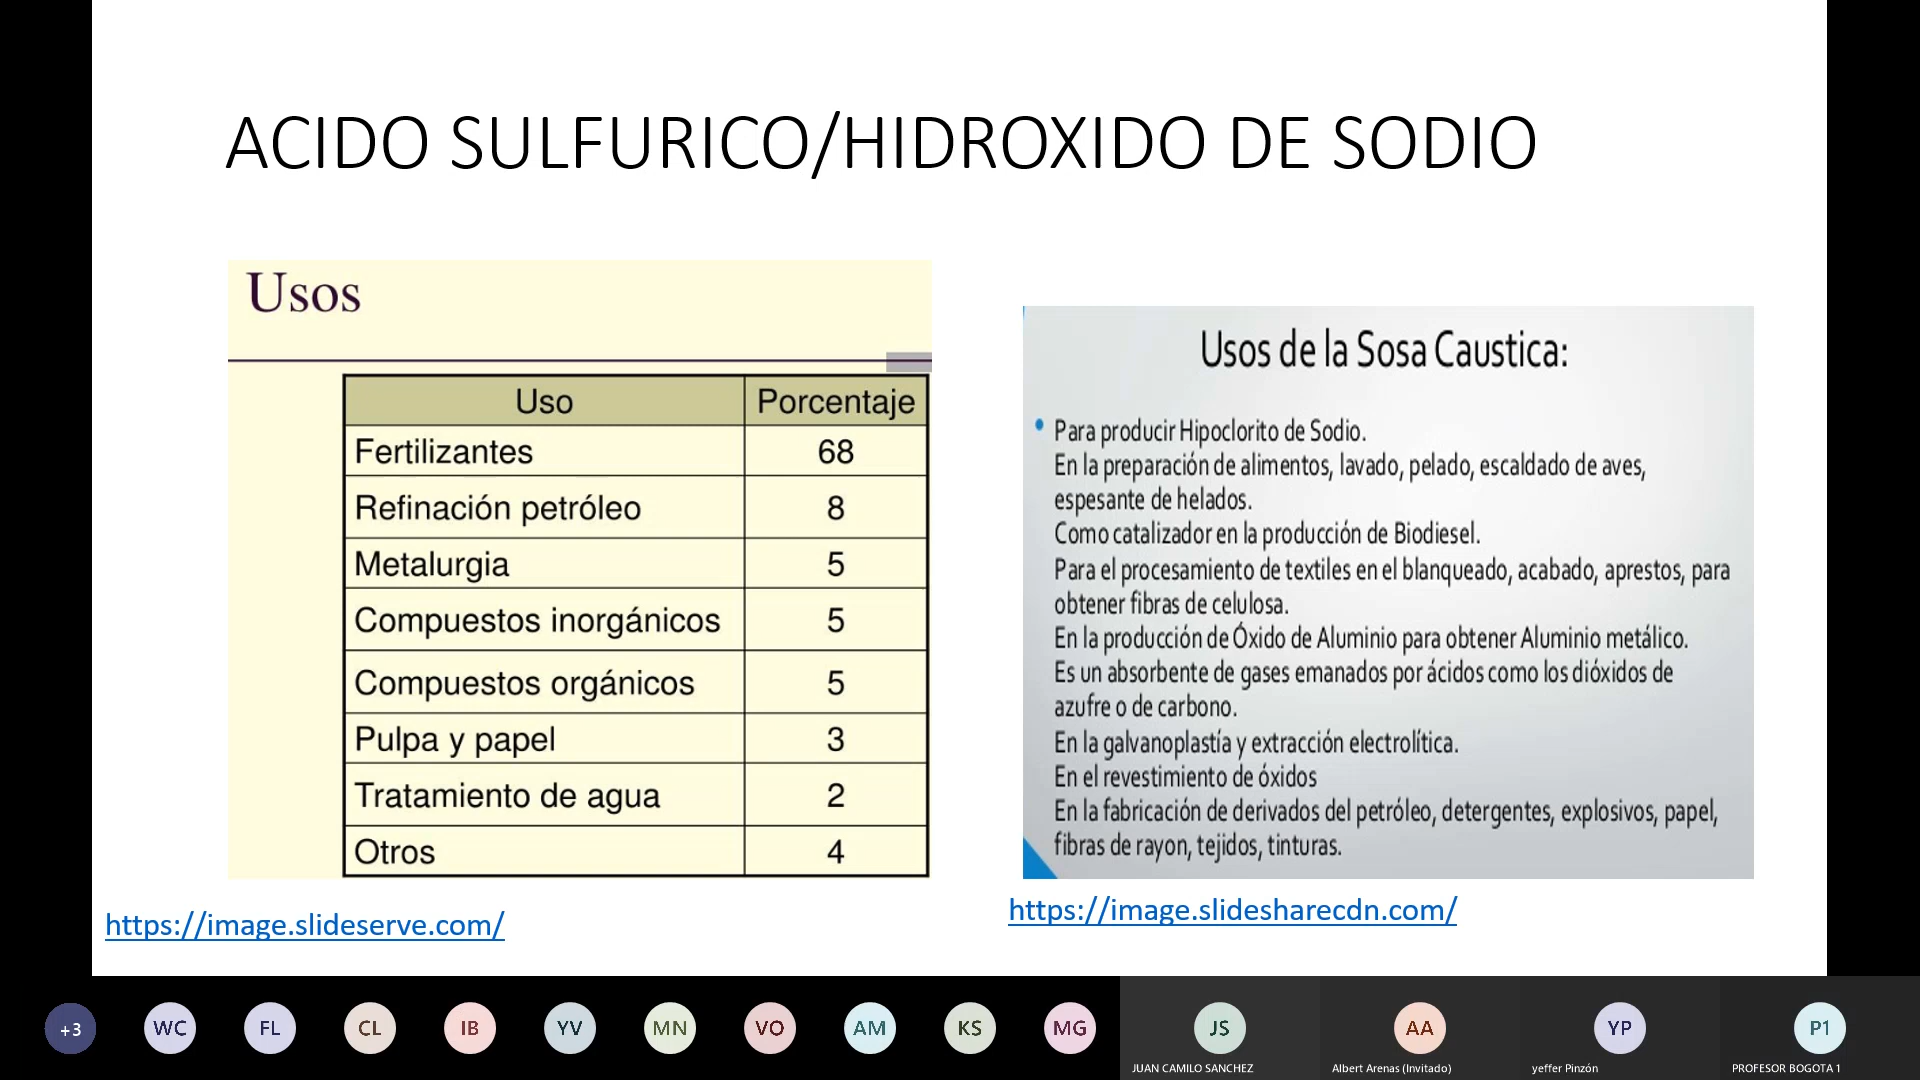 ACIDO SULFURICO/HIDROXIDO DE SODIO
Usos
Uso Porcentaje
Fertilizantes 68
Refinación petróleo 8
Metalurgia 5
Compuestos inorgánicos 5
Compuestos orgánicos 5
Pulpa y papel 3
Tratamiento de agua 2
Otros 4
https://image.slideserve.com/
Usos de la Sosa Caustica:
• Para producir Hipoclorito de Sodio.
En la preparación de alimentos, lavado, pelado, escaldado de aves,
espesante de helados.
Como catalizador en la producción de Biodiesel.
Para el procesamiento de textiles en el blanqueado, acabado, aprestos, para
obtener fibras de celulosa.
En la producción de Óxido de Aluminio para obtener Aluminio metálico.
Es un absorbente de gases emanados por ácidos como los dióxidos de
azufre o de carbono.
En la galvanoplastía y extracción electrolítica.
En el revestimiento de óxidos
En la fabricación de derivados del petróleo, detergentes, explosivos, papel,
fibras de rayon, tejidos, tinturas.
https://image.slidesharecdn.com/
+3 WC FL CL IB YV MN VO AM KS MG JS AA YP P1
JUAN CAMILO SANCHEZ Albert Arenas (Invitado) yeffer Pinzón PROFESOR BOGOTA 1